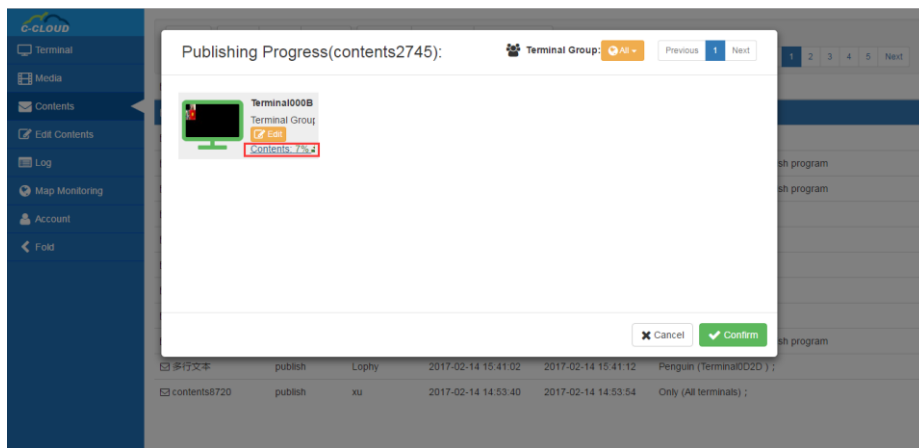 C-CLOUD
Terminal
Media
Contents
Edit Contents
Log
Map Monitoring
Account
Fold
Publishing Progress(contents2745):
Terminal Group: All
Previous 1 Next
1 2 3 4 5 Next
Terminal000B
Terminal Group
Edit
Contents: 7%
sh program
sh program
Cancel
Confirm
sh program
多行文本 publish Lophy 2017-02-14 15:41:02 2017-02-14 15:41:12 Penguin (Terminal0D2D ) ;
contents8720 publish xu 2017-02-14 14:53:40 2017-02-14 14:53:54 Only (All terminals) ;